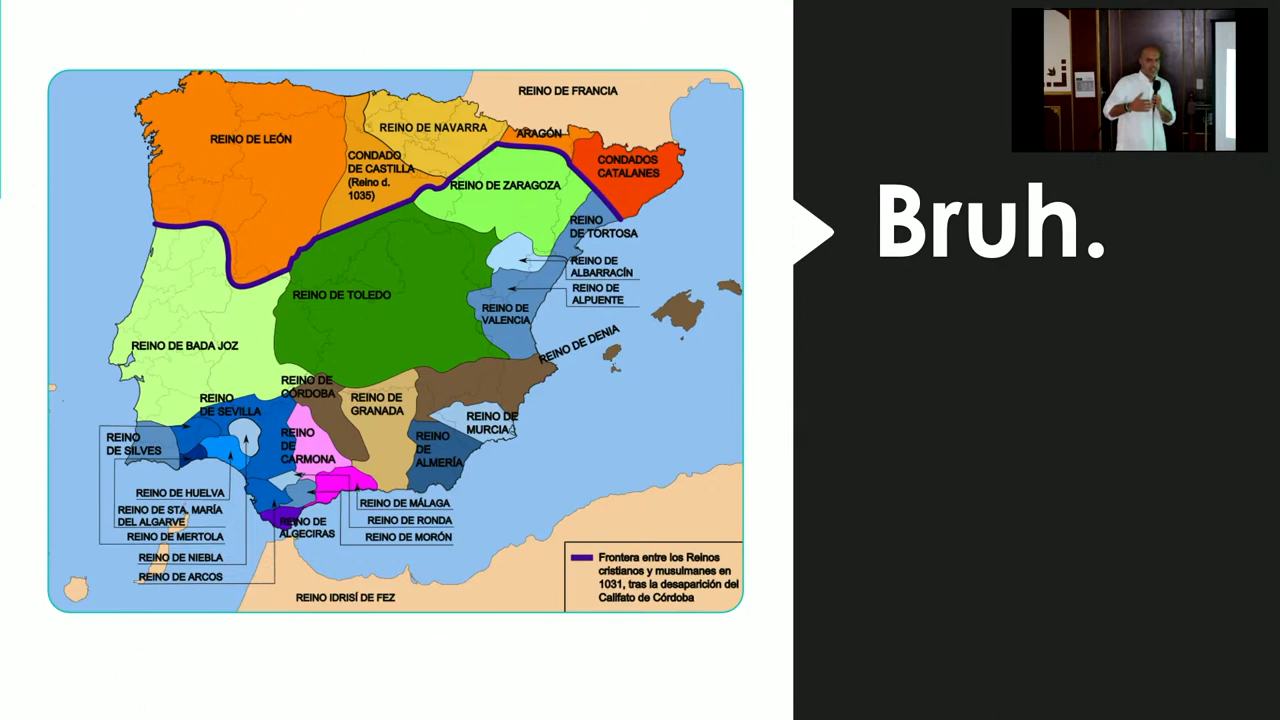 REINO DE FRANCIA
REINO DE LEÓN
REINO DE NAVARRA
ARAGÓN
CONDADO
DE CASTILLA
(Reino d.
1035)
CONDADOS
CATALANES
REINO DE ZARAGOZA
REINO
DE TORTOSA
REINO DE
ALBARRACÍN
REINO DE
ALPUENTE
REINO DE TOLEDO
REINO DE
VALENCIA
REINO DE BADA JOZ
REINO DE DENIA
REINO DE
CÓRDOBA
REINO
DE SEVILLA
REINO DE
GRANADA
REINO DE
MURCIA
REINO
DE SILVES
REINO
DE
CARMONA
REINO
DE
ALMERÍA
REINO DE HUELVA
REINO DE STA. MARÍA
DEL ALGARVE
REINO DE MERTOLA
REINO DE NIEBLA
REINO DE ARCOS
REINO DE
ALGECIRAS
REINO DE MÁLAGA
REINO DE RONDA
REINO DE MORÓN
REINO IDRISÍ DE FEZ
Frontera entre los Reinos
cristianos y musulmanes en
1031, tras la desaparición del
Califato de Córdoba
Bruh.